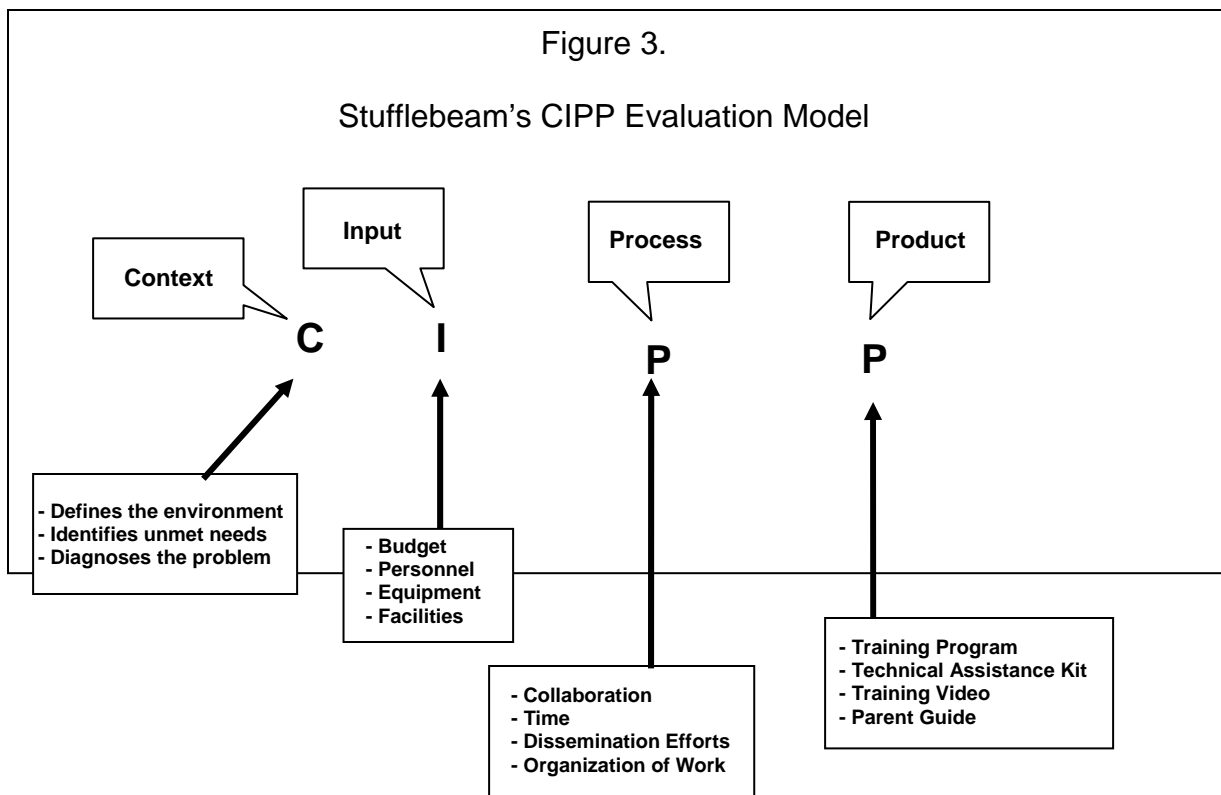 Figure 3.
Stufflebeam’s CIPP Evaluation Model
Context
Input
Process
Product
C
I
P
P
- Defines the environment
- Identifies unmet needs
- Diagnoses the problem
- Budget
- Personnel
- Equipment
- Facilities
- Collaboration
- Time
- Dissemination Efforts
- Organization of Work
- Training Program
- Technical Assistance Kit
- Training Video
- Parent Guide